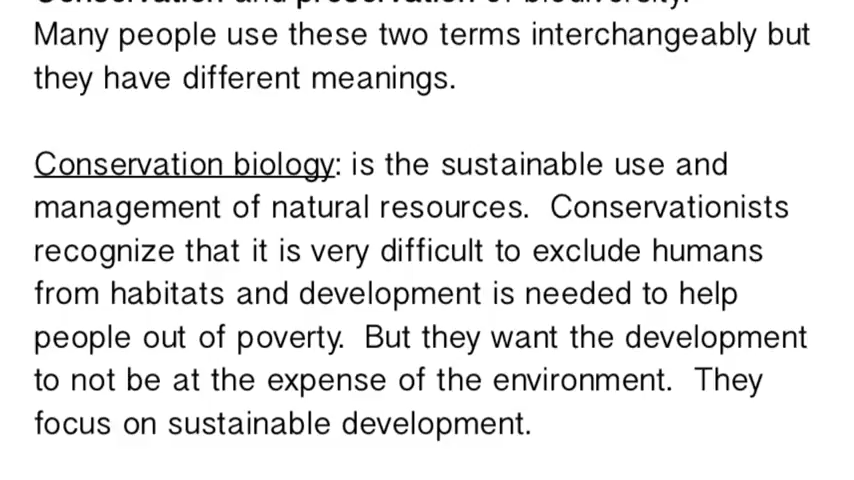 Conservation and preservation of biodiversity.
Many people use these two terms interchangeably but
they have different meanings.
Conservation biology: is the sustainable use and
management of natural resources.  Conservationists
recognize that it is very difficult to exclude humans
from habitats and development is needed to help
people out of poverty.  But they want the development
to not be at the expense of the environment.  They
focus on sustainable development.